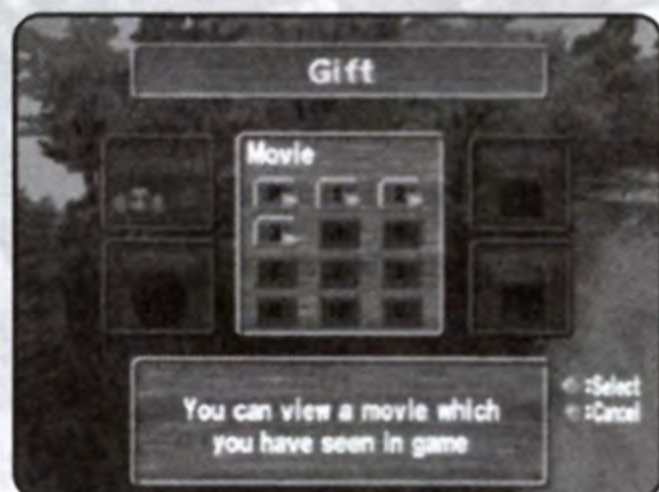 Gift
Movie
You can view a movie which
you have seen in game
:Select
:Cancel